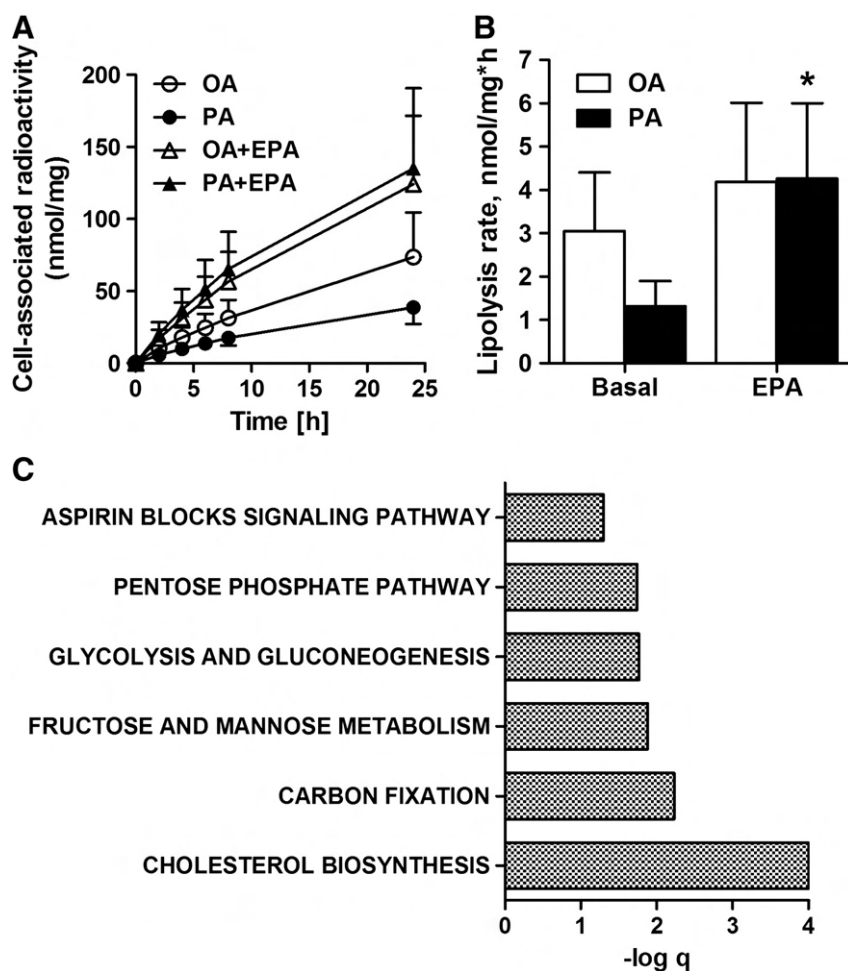 A
Cell-associated radioactivity
(nmol/mg)
200
150
100
50
0
OA
PA
OA+EPA
PA+EPA
0 5 10 15 20 25
Time [h]
B
Lipolysis rate, nmol/mg*h
7
6
5
4
3
2
1
0
OA
PA
*
Basal EPA
C
ASPIRIN BLOCKS SIGNALING PATHWAY
PENTOSE PHOSPHATE PATHWAY
GLYCOLYSIS AND GLUCONEOGENESIS
FRUCTOSE AND MANNOSE METABOLISM
CARBON FIXATION
CHOLESTEROL BIOSYNTHESIS
0 1 2 3 4
-log q